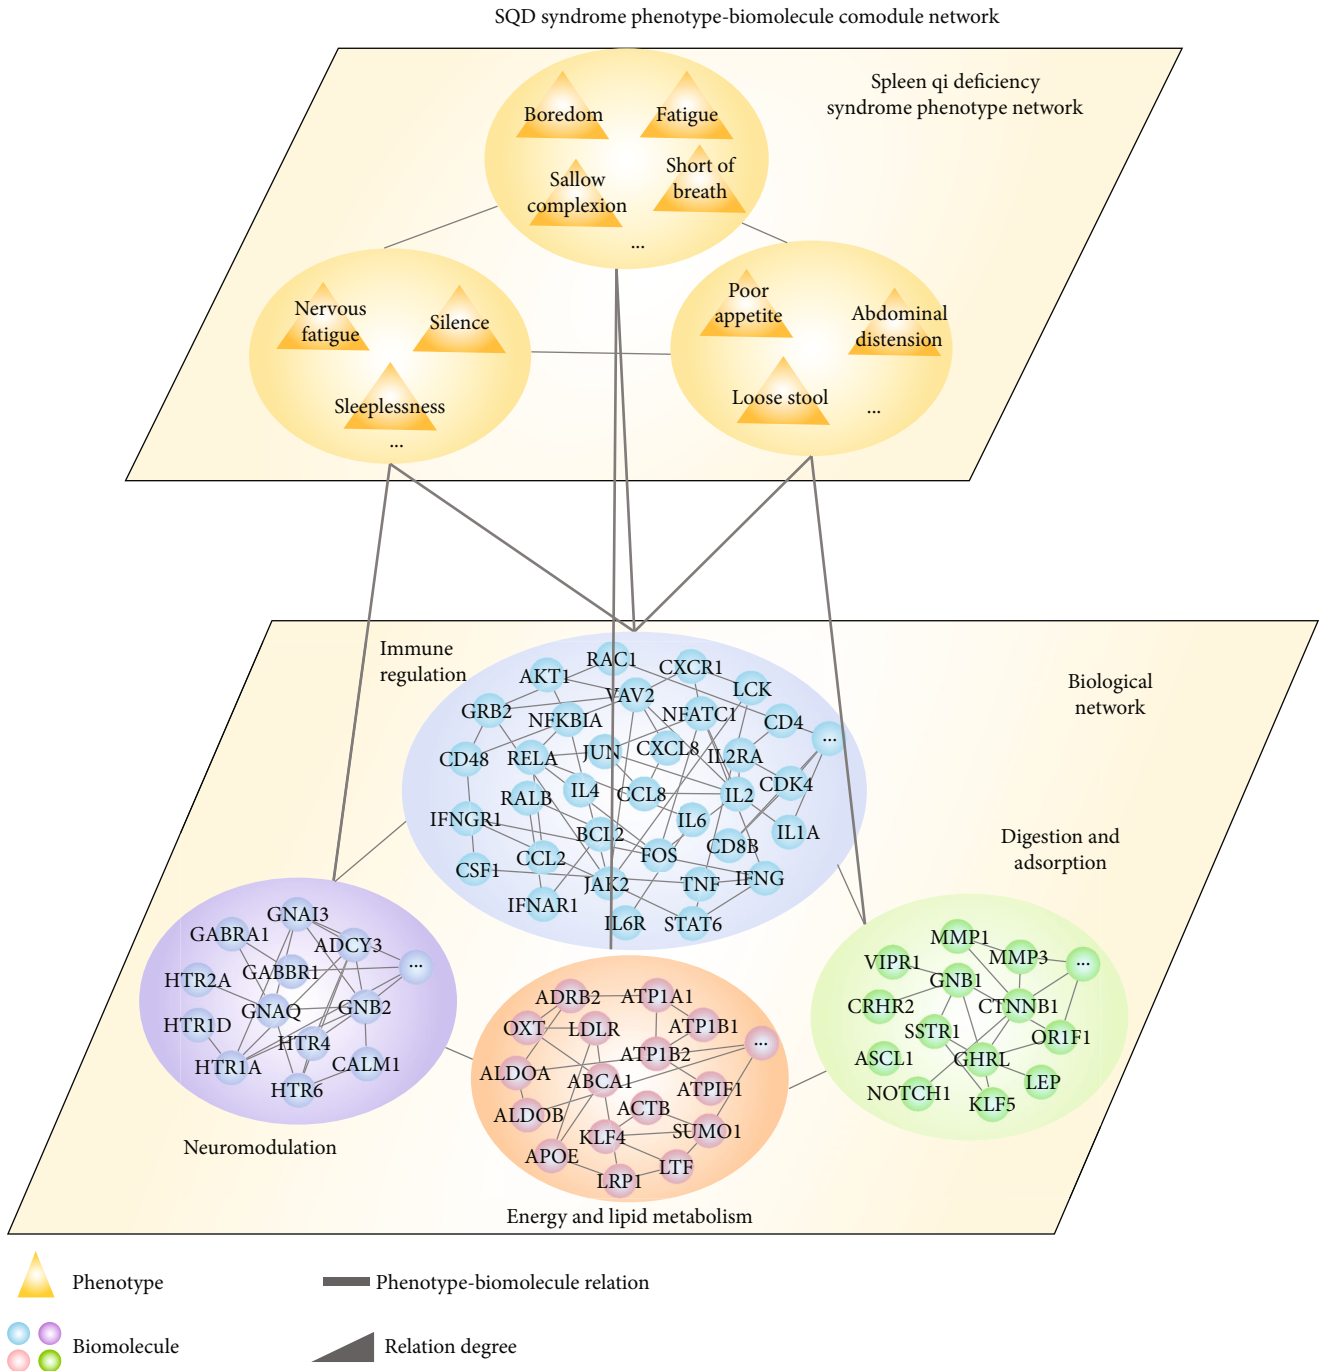 SQD syndrome phenotype-biomolecule comodule network
Spleen qi deficiency
syndrome phenotype network
Boredom
Fatigue
Sallow
complexion
Short of
breath
...
Nervous
fatigue
Silence
Sleeplessness
...
Poor
appetite
Abdominal
distension
Loose stool
...
Immune
regulation
Biological
network
RAC1
CXCR1
AKT1
LCK
VAV2
GRB2
NFKBIA
NFATC1
CD4
...
CD48
RELA
JUN
CXCL8
IL2RA
RALB
IL4
CCL8
IL2
CDK4
IFNGR1
BCL2
IL6
CD8B
IL1A
CSF1
CCL2
FOS
JAK2
TNF
IFNG
IFNAR1
IL6R
STAT6
Digestion and
adsorption
GNAI3
GABRA1
ADCY3
HTR2A
GABBR1
...
GNAQ
GNB2
HTR1D
HTR4
HTR1A
CALM1
HTR6
Neuromodulation
ADRB2
ATP1A1
OXT
LDLR
ATP1B1
ATP1B2
...
ALDOA
ABCA1
ATPIF1
ALDOB
ACTB
KLF4
SUMO1
APOE
LTF
LRP1
Energy and lipid metabolism
MMP1
VIPR1
MMP3
...
GNB1
CRHR2
CTNNB1
SSTR1
OR1F1
ASCL1
GHRL
LEP
NOTCH1
KLF5
Phenotype
Phenotype-biomolecule relation
Biomolecule
Relation degree